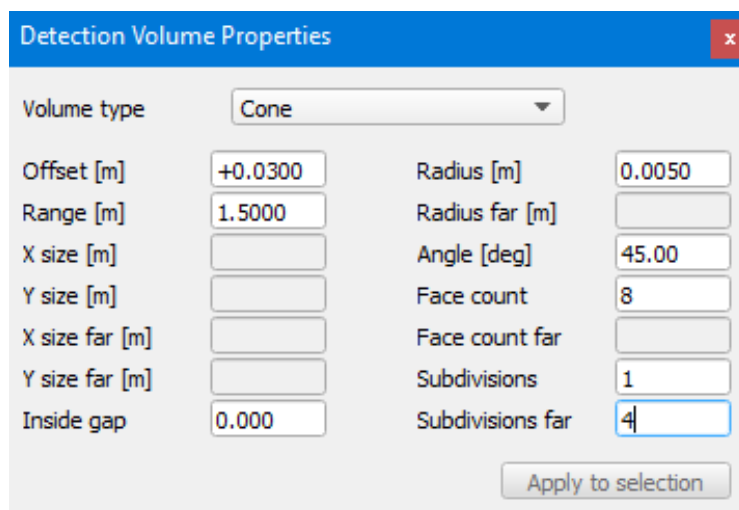 Detection Volume Properties
x
Volume type Cone
Offset [m] +0.0300 Radius [m] 0.0050
Range [m] 1.5000 Radius far [m]
X size [m] Angle [deg] 45.00
Y size [m] Face count 8
X size far [m] Face count far
Y size far [m] Subdivisions 1
Inside gap 0.000 Subdivisions far 4
Apply to selection